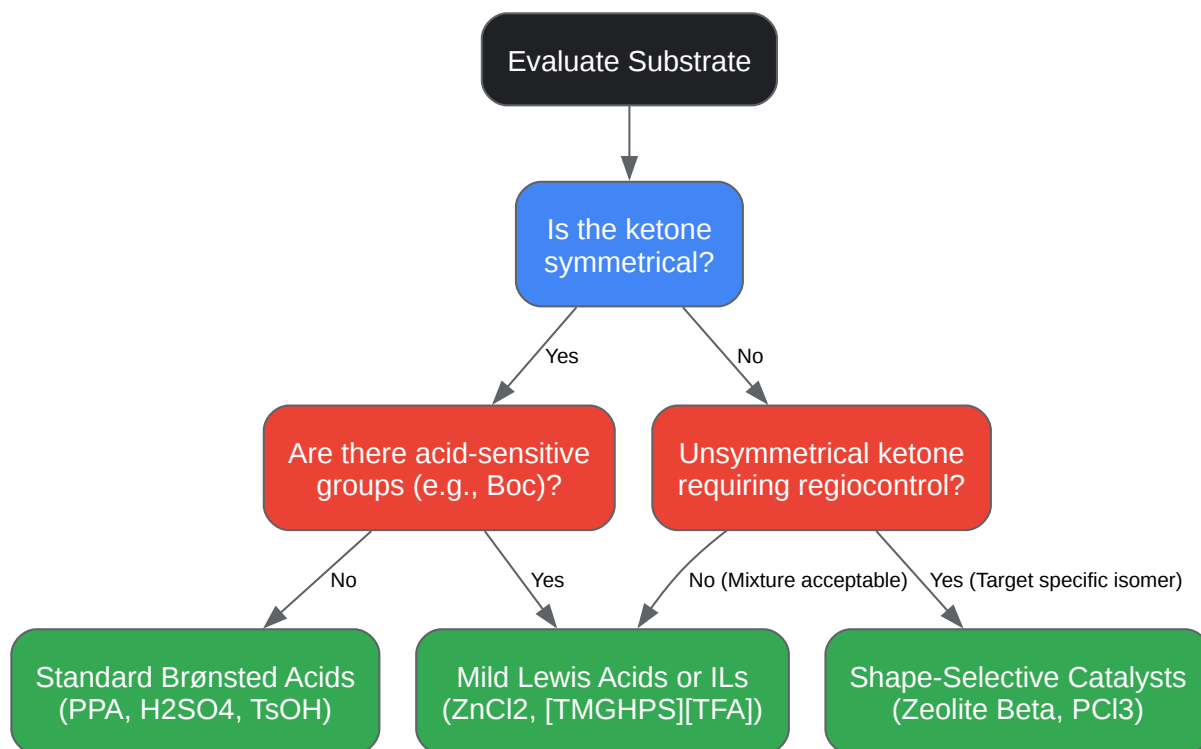 Evaluate Substrate
Is the ketone
symmetrical?
Yes
No
Are there acid-sensitive
groups (e.g., Boc)?
Unsymmetrical ketone
requiring regiocontrol?
No
Yes
No (Mixture acceptable)
Yes (Target specific isomer)
Standard Brønsted Acids
(PPA, H2SO4, TsOH)
Mild Lewis Acids or ILs
(ZnCl2, [TMGHPS][TFA])
Shape-Selective Catalysts
(Zeolite Beta, PCl3)